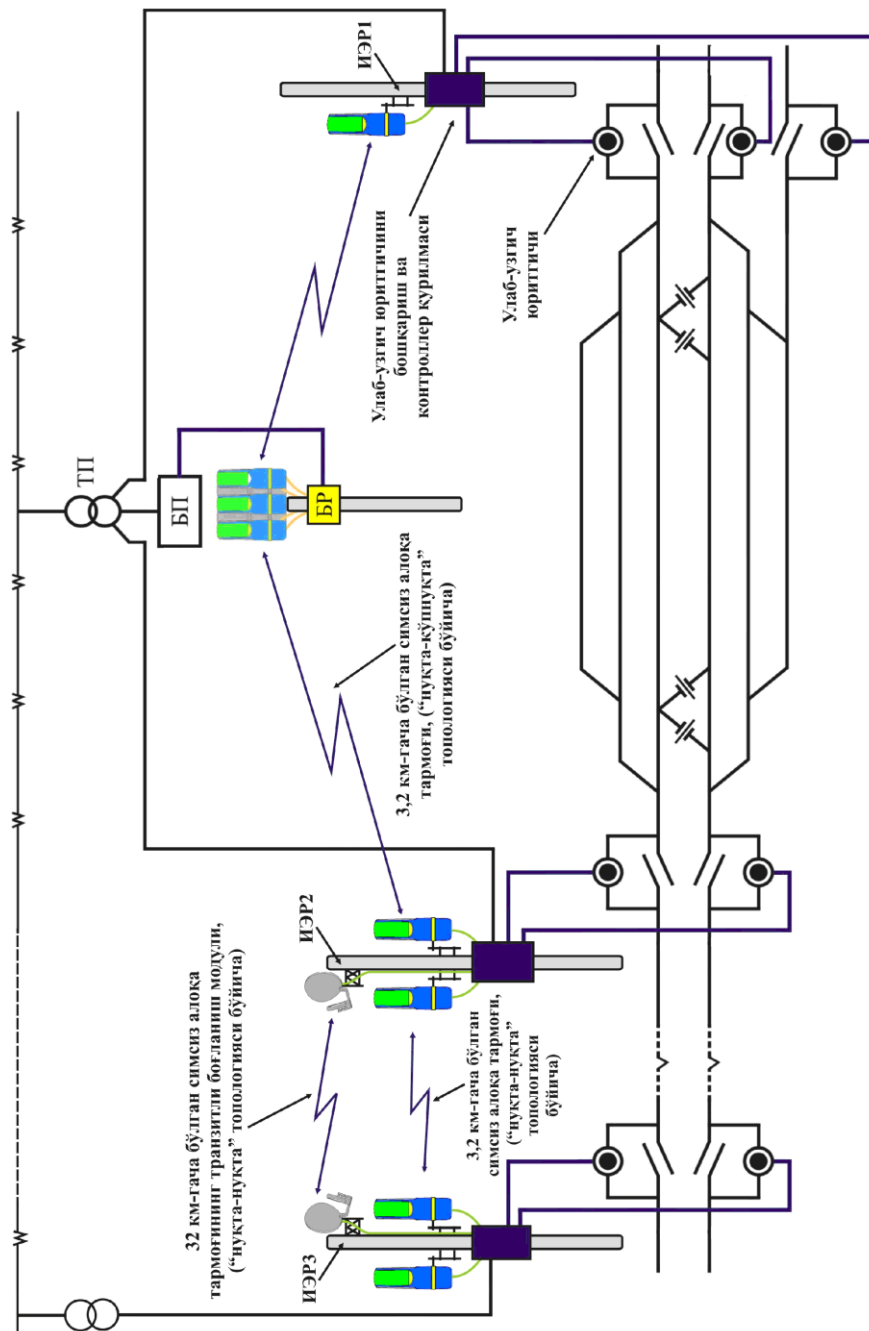 32 км-гача бўлган симсиз алоқа
тармоғининг транзитли боғланиш модули,
(“нуқта-нуқта” топологияси бўйича)
ИЭР3
ИЭР2
3,2 км-гача бўлган
симсиз алоқа тармоғи,
(“нуқта-нуқта”
топологияси
бўйича)
ТП
БП
БР
3,2 км-гача бўлган симсиз алоқа
тармоғи, (“нуқта-кўпнуқта”
топологияси бўйича)
ИЭР1
Улаб-узгич юритгичини
бошқариш ва
контроллер қурилмаси
Улаб-узгич
юритгичи